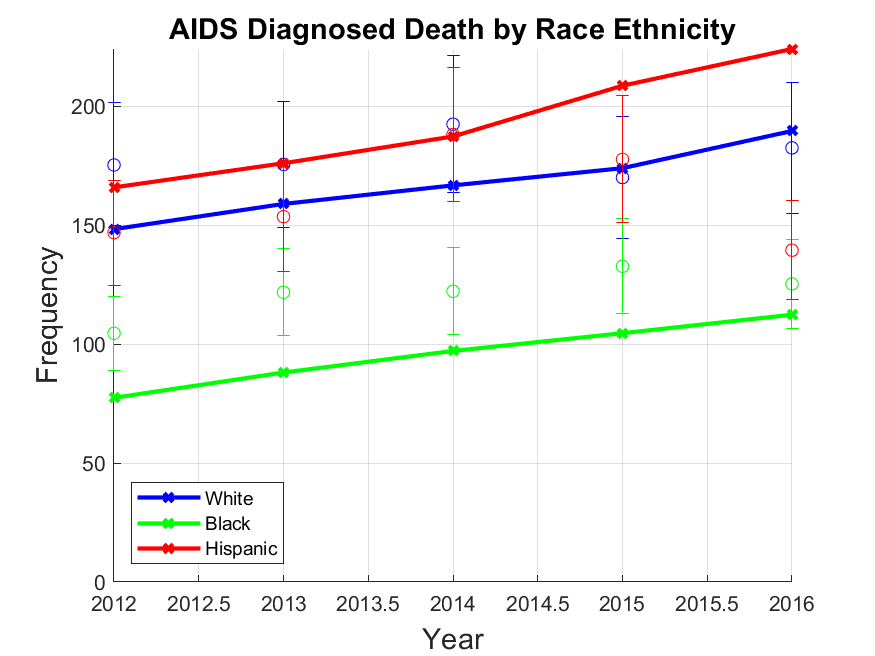 AIDS Diagnosed Death by Race Ethnicity
200
150
100
50
0
Frequency
White
Black
Hispanic
2012 2012.5 2013 2013.5 2014 2014.5 2015 2015.5 2016
Year